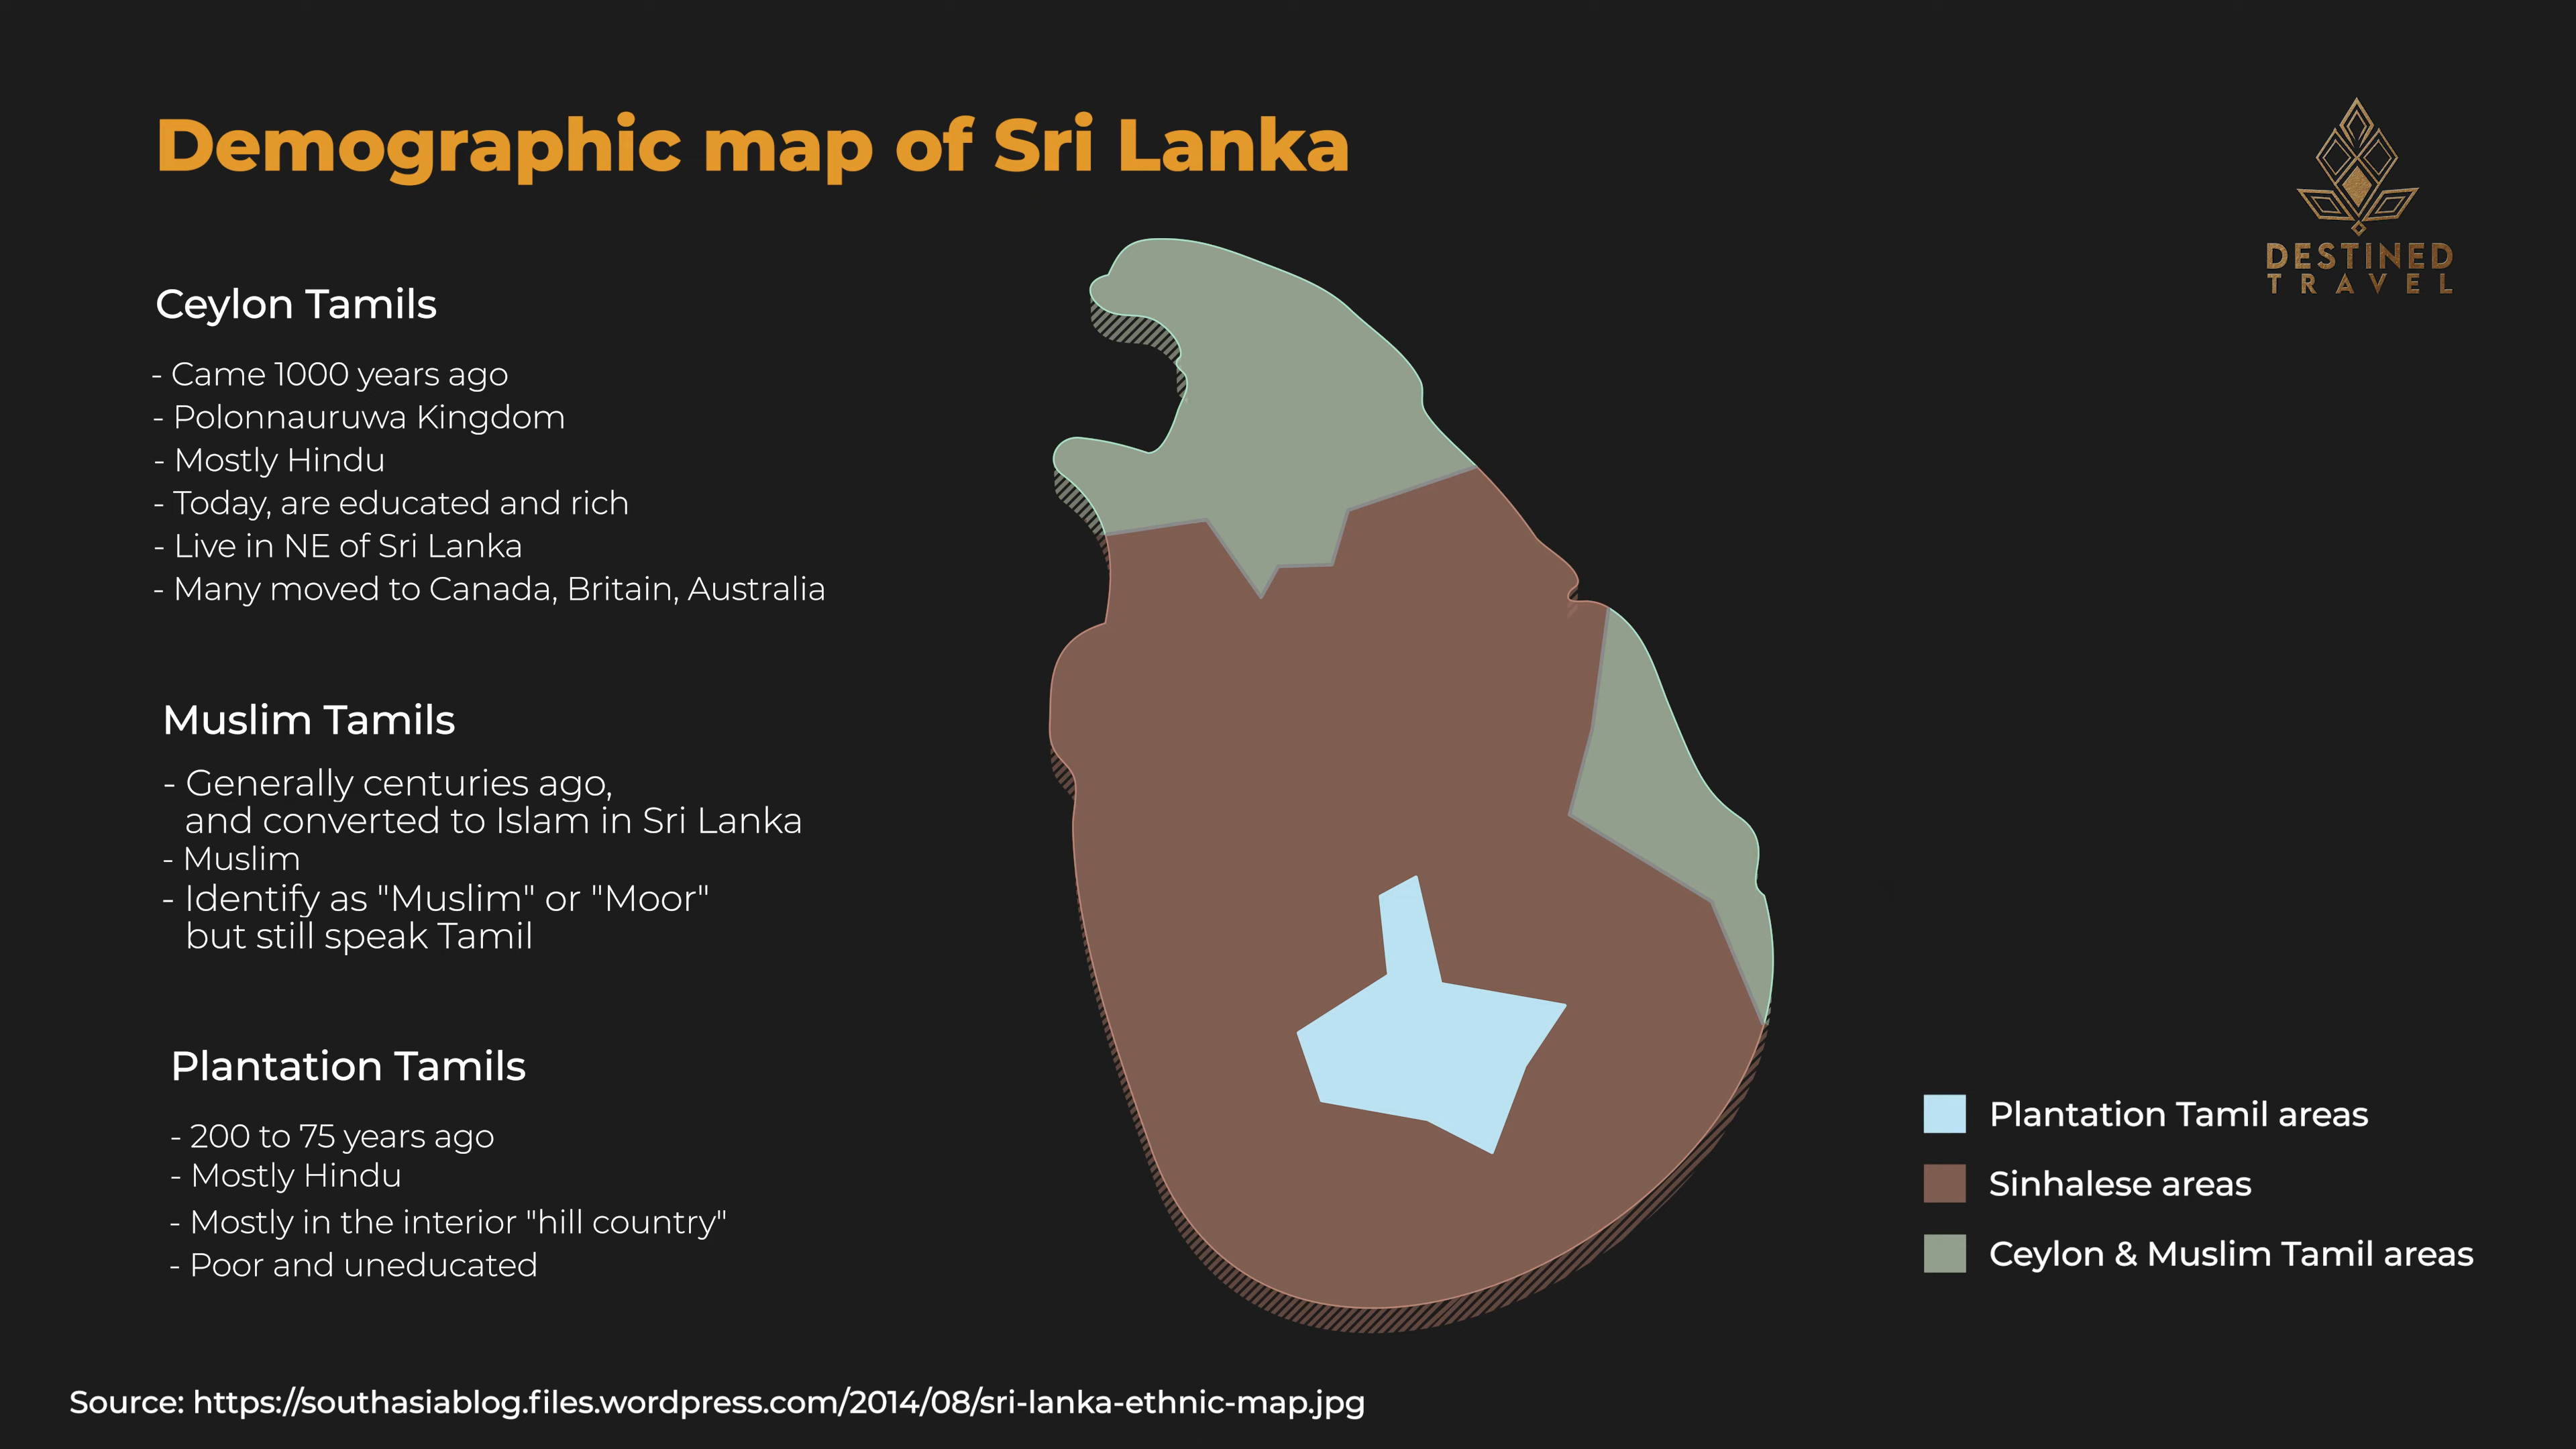 Demographic map of Sri Lanka
DESTINED
TRAVEL
Ceylon Tamils
- Came 1000 years ago
- Polonnauruwa Kingdom
- Mostly Hindu
- Today, are educated and rich
- Live in NE of Sri Lanka
- Many moved to Canada, Britain, Australia
Muslim Tamils
- Generally centuries ago,
and converted to Islam in Sri Lanka
- Muslim
- Identify as "Muslim" or "Moor"
but still speak Tamil
Plantation Tamils
- 200 to 75 years ago
- Mostly Hindu
- Mostly in the interior "hill country"
- Poor and uneducated
Plantation Tamil areas
Sinhalese areas
Ceylon & Muslim Tamil areas
Source: https://southasiablog.files.wordpress.com/2014/08/sri-lanka-ethnic-map.jpg